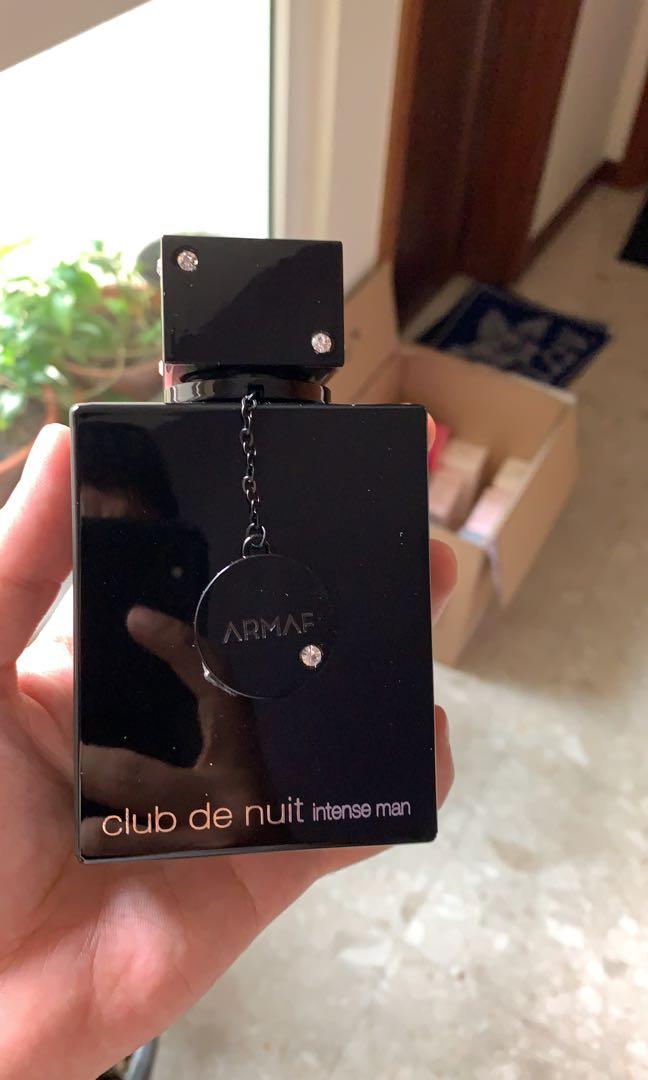 ARMAF
club de nuit intense man